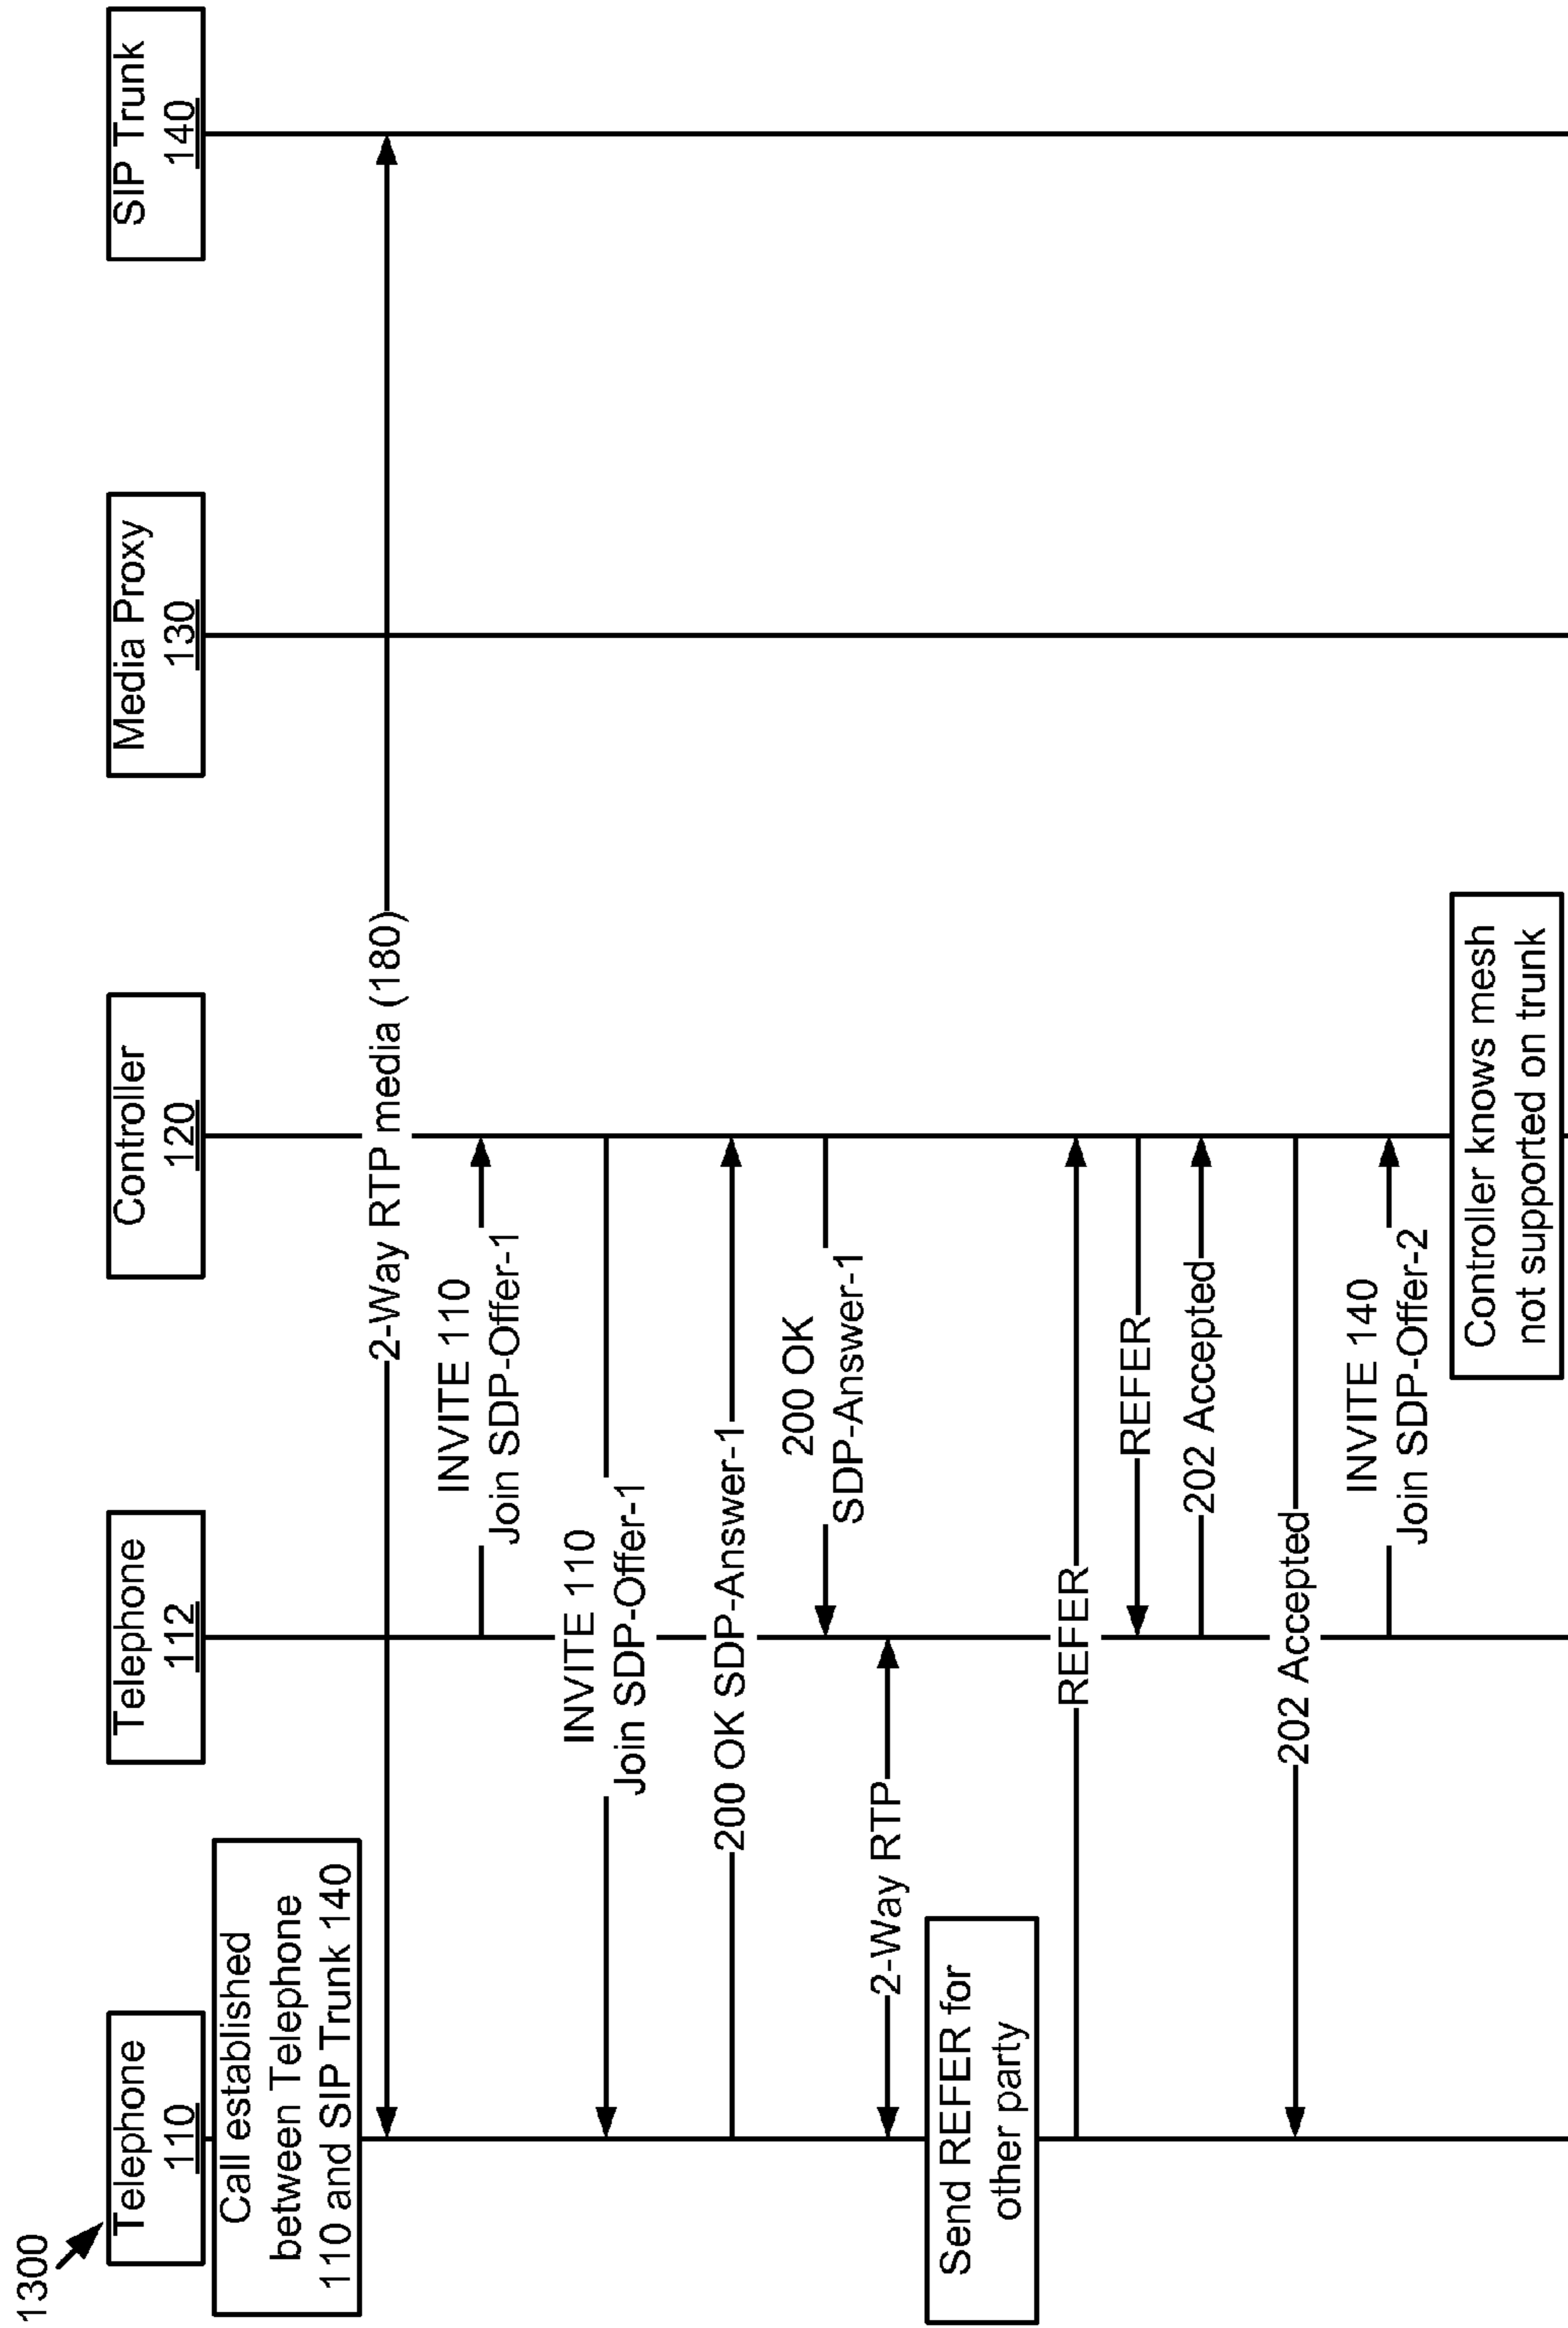 1300
Telephone
110
Telephone
112
Controller
120
Media Proxy
130
SIP Trunk
140
Call established
between Telephone
110 and SIP Trunk 140
2-Way RTP media (180)
INVITE 110
Join SDP-Offer-1
INVITE 110
Join SDP-Offer-1
200 OK SDP-Answer-1
200 OK
SDP-Answer-1
2-Way RTP
Send REFER for
other party
REFER
REFER
202 Accepted
202 Accepted
INVITE 140
Join SDP-Offer-2
Controller knows mesh
not supported on trunk